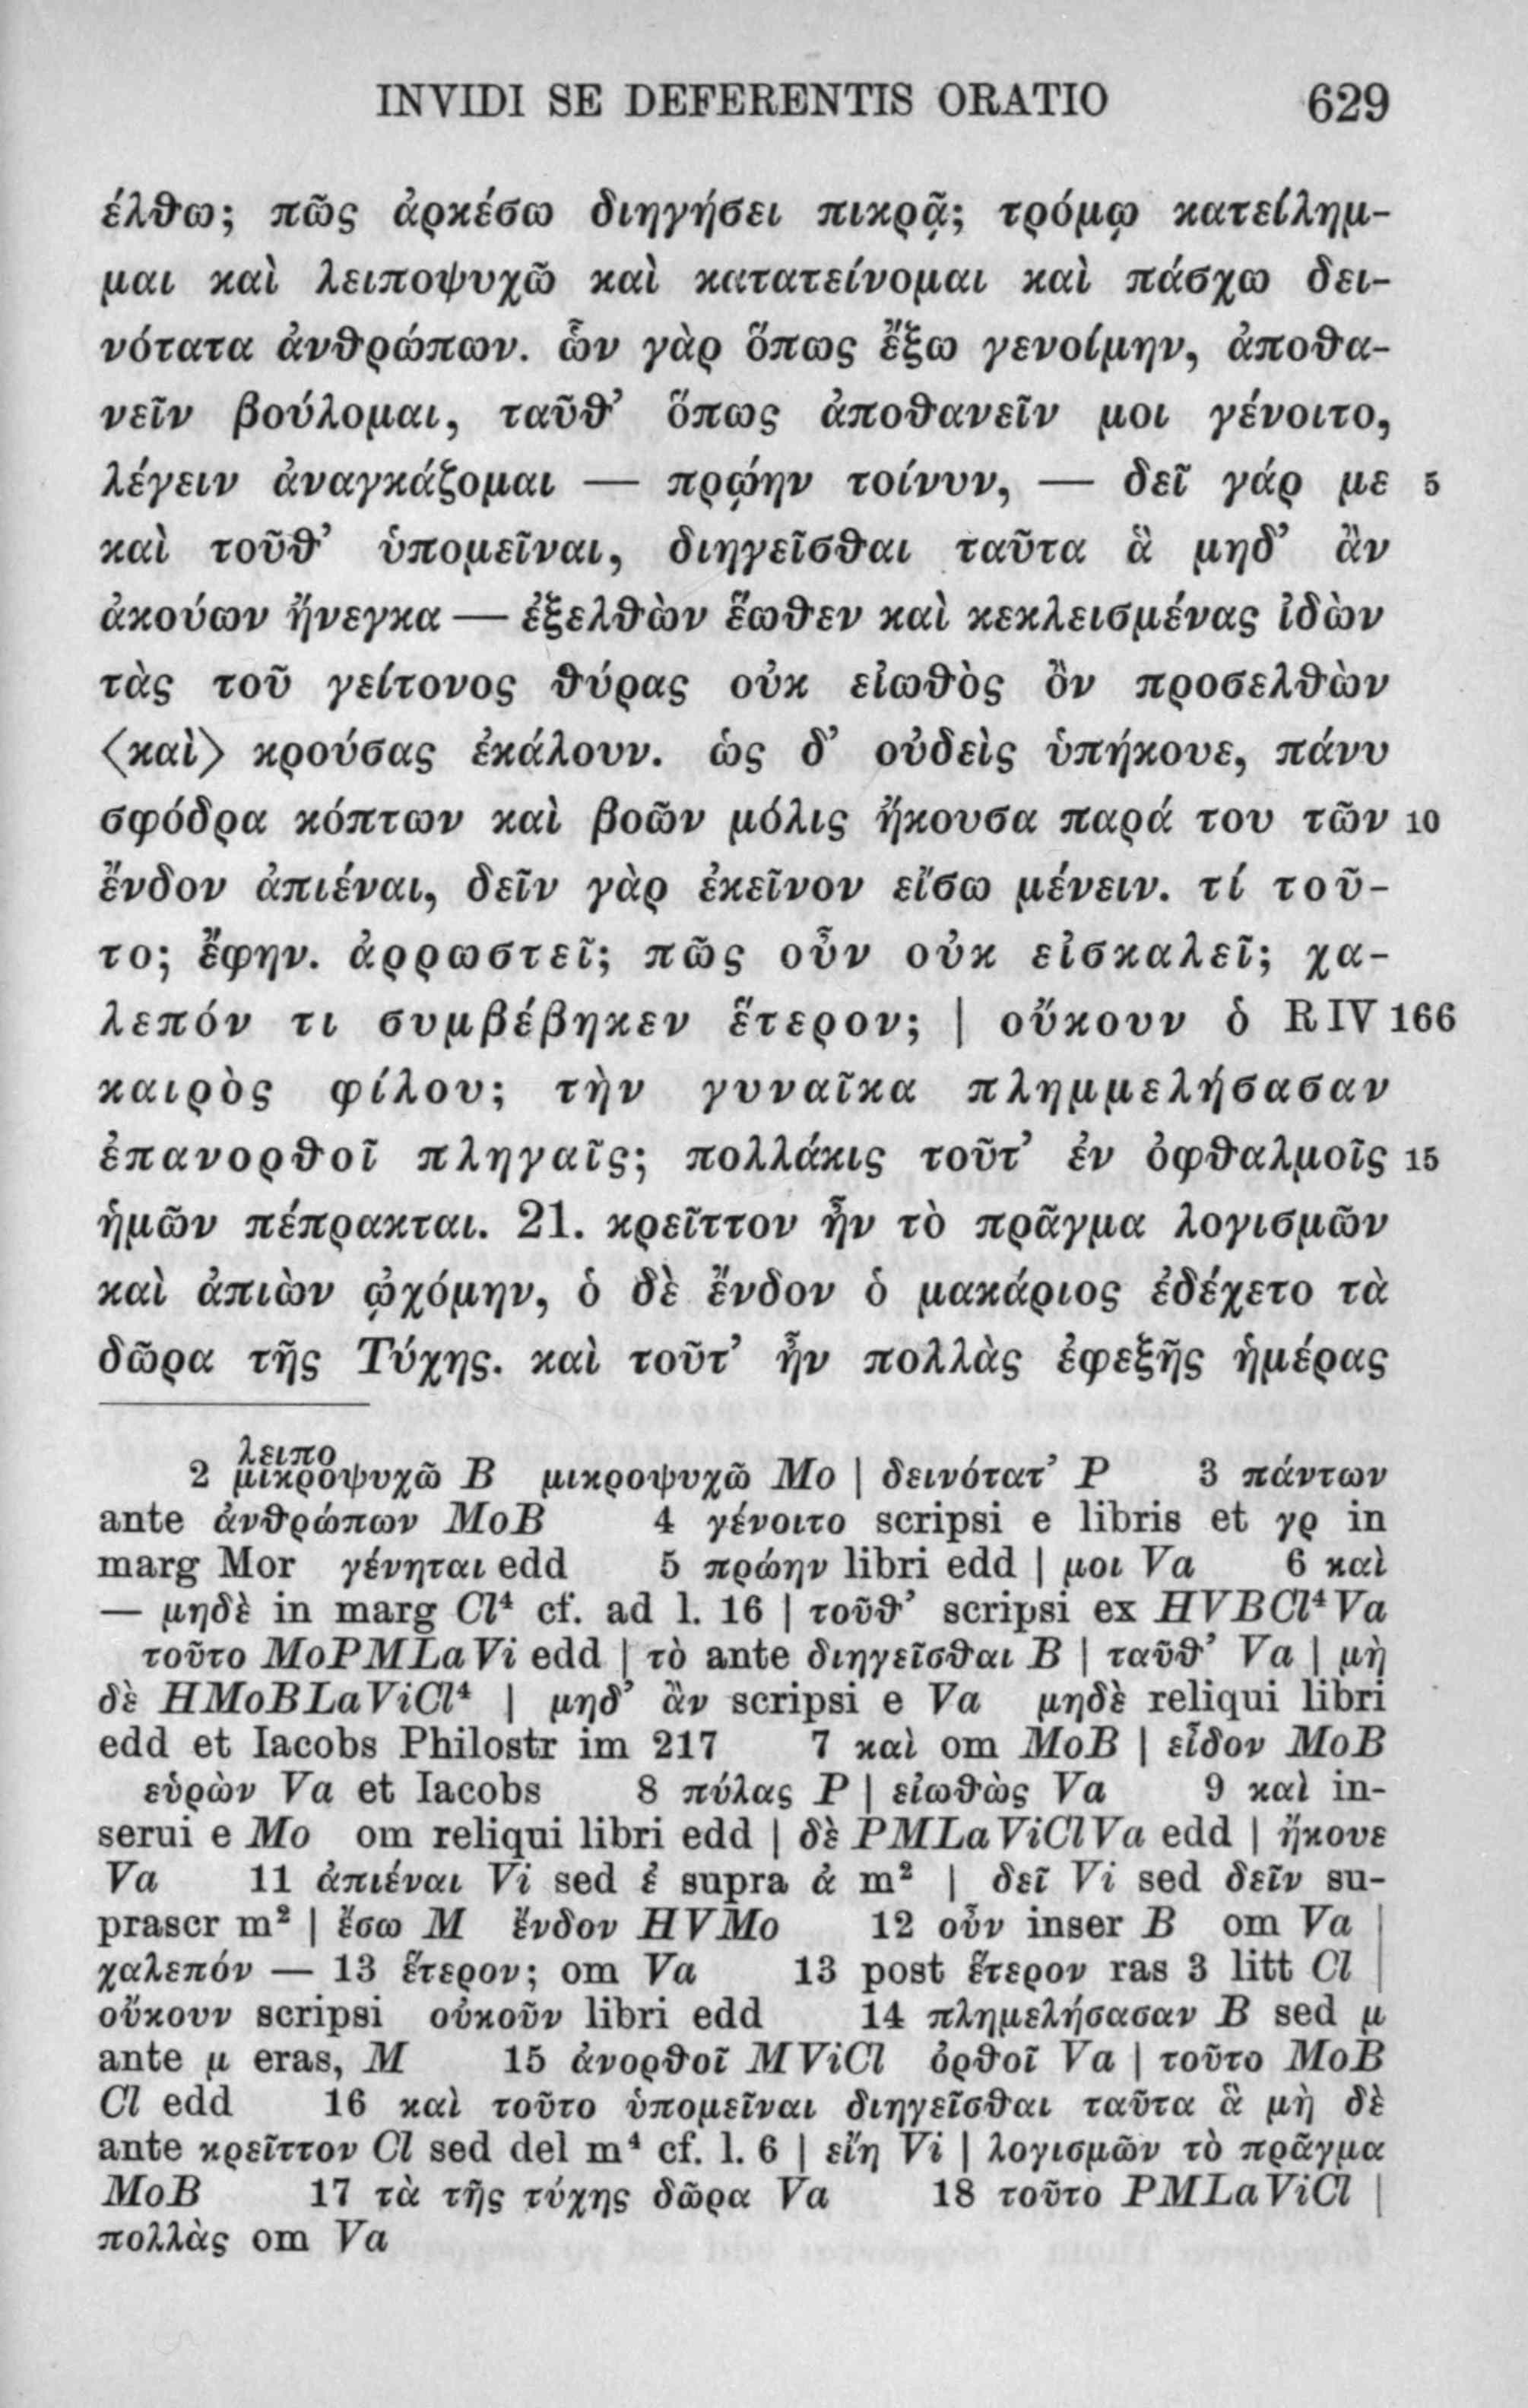 INVIDI SE DEFERENTIS ORATIO 629
έλθω; πῶς ἀρκέσω διηγήσει πικρᾷ; τρόμῳ κατείλημ-
μαι καὶ λειποψυχῶ καὶ κατατείνομαι καὶ πάσχω δει-
νότατα ἀνθρώπων. ὧν γὰρ ὅπως ἔξω γενοίμην, ἀποθα-
νεῖν βούλομαι, ταῦθ’ ὅπως ἀποθανεῖν μοι γένοιτο,
λέγειν ἀναγκάζομαι — πρῴην τοίνυν, — δεῖ γάρ με 5
καὶ τοῦθ’ ὑπομεῖναι, διηγεῖσθαι ταῦτα ἃ μηδ’ ἂν
ἀκούων ἤνεγκα — ἐξελθὼν ἕωθεν καὶ κεκλεισμένας ἰδὼν
τὰς τοῦ γείτονος θύρας οὐκ εἰωθὸς ὂν προσελθὼν
⟨καὶ⟩ κρούσας ἐκάλουν. ὡς δ’ οὐδεὶς ὑπήκουε, πάνυ
σφόδρα κόπτων καὶ βοῶν μόλις ἤκουσα παρά του τῶν 10
ἔνδον ἀπιέναι, δεῖν γὰρ ἐκεῖνον εἴσω μένειν. τί τοῦ-
το; ἔφην. ἀρρωστεῖ; πῶς οὖν οὐκ εἰσκαλεῖ; χα-
λεπόν τι συμβέβηκεν ἕτερον; | οὔκουν ὁ R IV 166
καιρὸς φίλου; τὴν γυναῖκα πλημμελήσασαν
ἐπανορθοῖ πληγαῖς; πολλάκις τοῦτ’ ἐν ὀφθαλμοῖς 15
ἡμῶν πέπρακται. 21. κρεῖττον ἦν τὸ πρᾶγμα λογισμῶν
καὶ ἀπιὼν ᾠχόμην, ὁ δὲ ἔνδον ὁ μακάριος ἐδέχετο τὰ
δῶρα τῆς Τύχης. καὶ τοῦτ’ ἦν πολλὰς ἐφεξῆς ἡμέρας
λειπο
2 μικροψυχῶ B μικροψυχῶ Mo | δεινότατ’ P 3 πάντων
ante ἀνθρώπων MoB 4 γένοιτο scripsi e libris et γρ in
marg Mor γένηται edd 5 πρώην libri edd | μοι Va 6 καὶ
— μηδὲ in marg Cl⁴ cf. ad l. 16 | τοῦθ’ scripsi ex HVBCl⁴Va
τοῦτο MoPMLaVi edd | τὸ ante διηγεῖσθαι B | ταῦθ’ Va | μὴ
δὲ HMoBLaViCl⁴ | μηδ’ ἂν scripsi e Va μηδὲ reliqui libri
edd et Iacobs Philostr im 217 7 καὶ om MoB | εἶδον MoB
εὑρὼν Va et Iacobs 8 πύλας P | εἰωθὼς Va 9 καὶ in-
serui e Mo om reliqui libri edd | δὲ PMLaViClVa edd | ἤκουε
Va 11 ἀπιέναι Vi sed ἐ supra ἀ m² | δεῖ Vi sed δεῖν su-
prascr m² | ἔσω M ἔνδον HVMo 12 οὖν inser B om Va |
χαλεπόν — 13 ἕτερον; om Va 13 post ἕτερον ras 3 litt Cl |
οὔκουν scripsi οὐκοῦν libri edd 14 πλημελήσασαν B sed μ
ante μ eras, M 15 ἀνορθοῖ MViCl ὀρθοῖ Va | τοῦτο MoB
Cl edd 16 καὶ τοῦτο ὑπομεῖναι διηγεῖσθαι ταῦτα ἃ μὴ δὲ
ante κρεῖττον Cl sed del m⁴ cf. l. 6 | εἴη Vi | λογισμῶν τὸ πρᾶγμα
MoB 17 τὰ τῆς τύχης δῶρα Va 18 τοῦτο PMLaViCl |
πολλὰς om Va